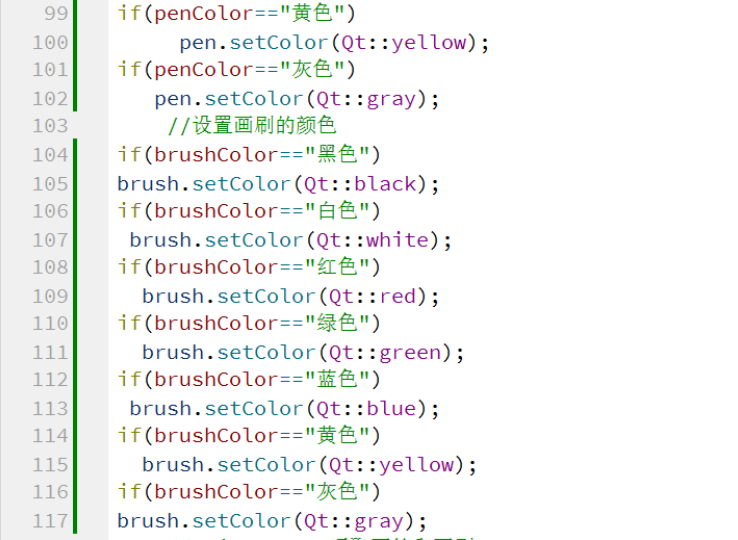 99 if(penColor=="黄色")
100 pen.setColor(Qt::yellow);
101 if(penColor=="灰色")
102 pen.setColor(Qt::gray);
103 //设置画刷的颜色
104 if(brushColor=="黑色")
105 brush.setColor(Qt::black);
106 if(brushColor=="白色")
107 brush.setColor(Qt::white);
108 if(brushColor=="红色")
109 brush.setColor(Qt::red);
110 if(brushColor=="绿色")
111 brush.setColor(Qt::green);
112 if(brushColor=="蓝色")
113 brush.setColor(Qt::blue);
114 if(brushColor=="黄色")
115 brush.setColor(Qt::yellow);
116 if(brushColor=="灰色")
117 brush.setColor(Qt::gray);